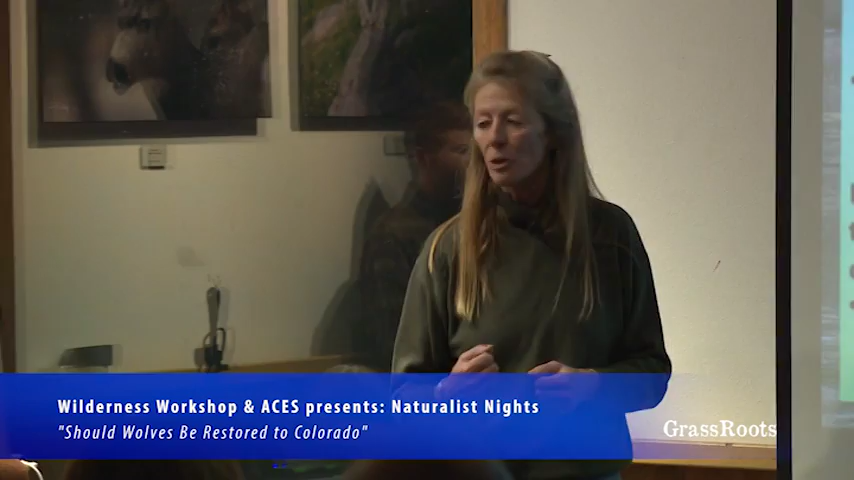 Wilderness Workshop & ACES presents: Naturalist Nights
"Should Wolves Be Restored to Colorado"
GrassRoots